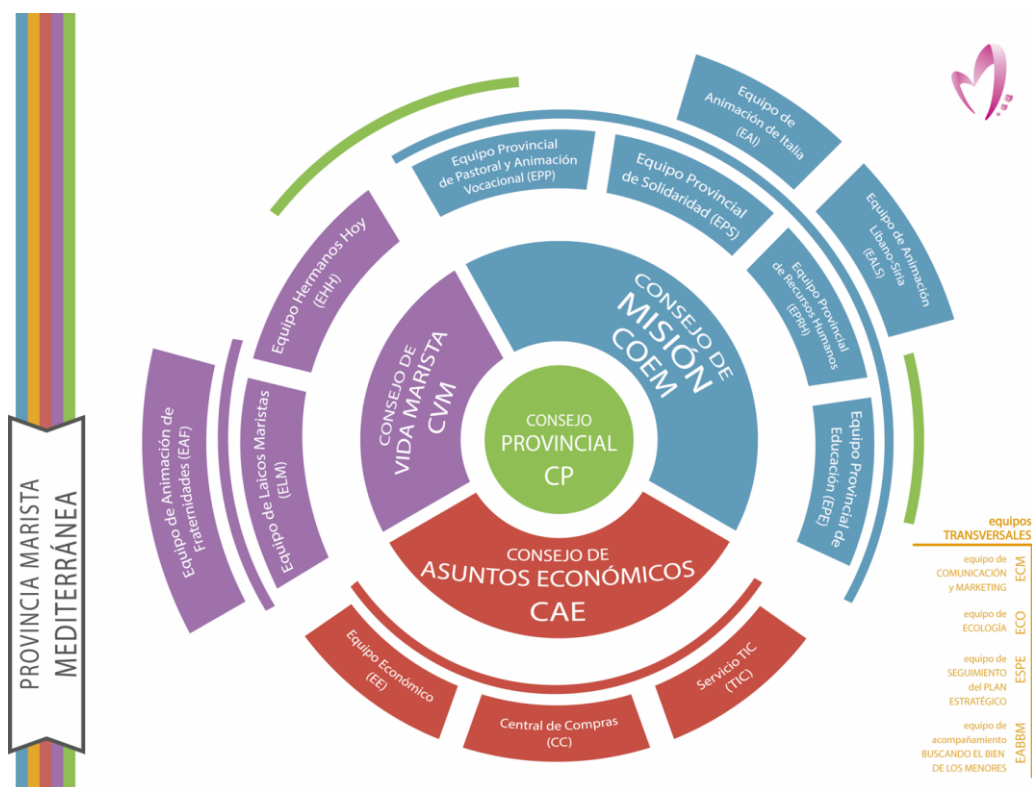 PROVINCIA MARISTA
MEDITERRÁNEA
Equipo de
Animación de Italia
(EAI)
Equipo de Animación
Líbano-Siria
(EALS)
Equipo Provincial
de Pastoral y Animación
Vocacional (EPP)
Equipo Provincial
de Solidaridad (EPS)
Equipo Provincial
de Recursos Humanos
(EPRH)
Equipo Provincial de
Educación (EPE)
Equipo Hermanos Hoy
(EHH)
Equipo de Laicos Maristas
(ELM)
Equipo de Animación de
Fraternidades (EAF)
CONSEJO DE
VIDA MARISTA
CVM
CONSEJO DE
MISIÓN
COEM
CONSEJO
PROVINCIAL
CP
CONSEJO DE
ASUNTOS ECONÓMICOS
CAE
Equipo Económico
(EE)
Central de Compras
(CC)
Servicio TIC
(TIC)
equipos
TRANSVERSALES
equipo de
COMUNICACIÓN
y MARKETING
ECM
equipo de
ECOLOGÍA
ECO
equipo de
SEGUIMIENTO
del PLAN
ESTRATÉGICO
ESPE
equipo de
acompañamiento
BUSCANDO EL BIEN
DE LOS MENORES
EABBM